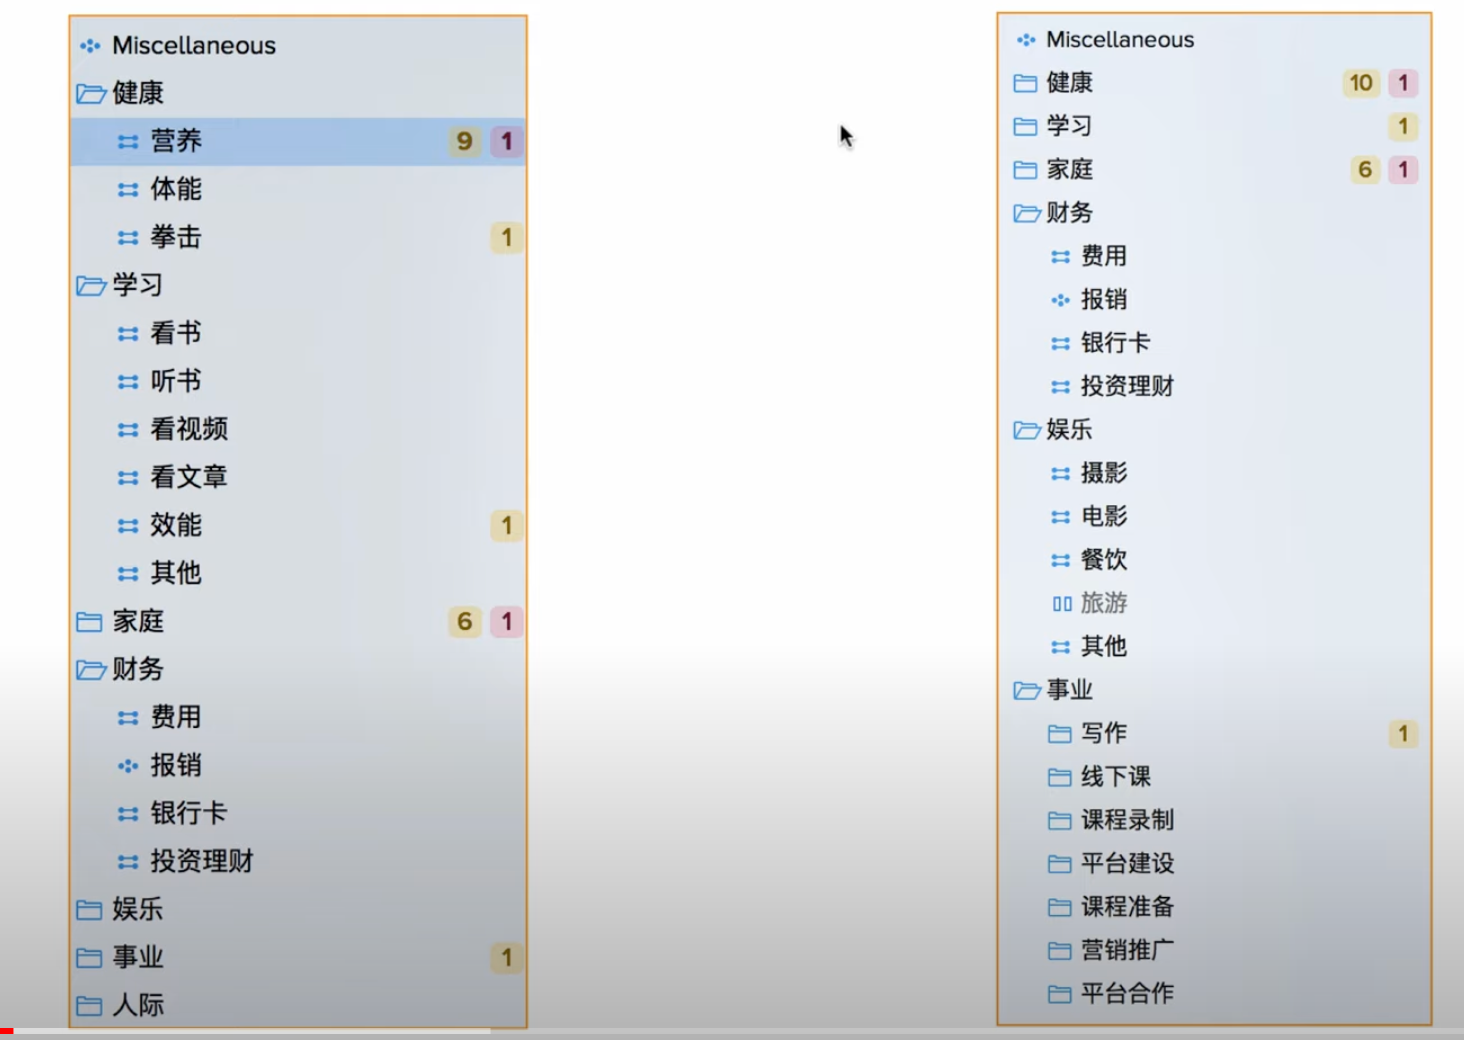 Miscellaneous
健康
营养 9 1
体能
拳击 1
学习
看书
听书
看视频
看文章
效能 1
其他
家庭 6 1
财务
费用
报销
银行卡
投资理财
娱乐
事业 1
人际
Miscellaneous
健康 10 1
学习 1
家庭 6 1
财务
费用
报销
银行卡
投资理财
娱乐
摄影
电影
餐饮
旅游
其他
事业
写作 1
线下课
课程录制
平台建设
课程准备
营销推广
平台合作